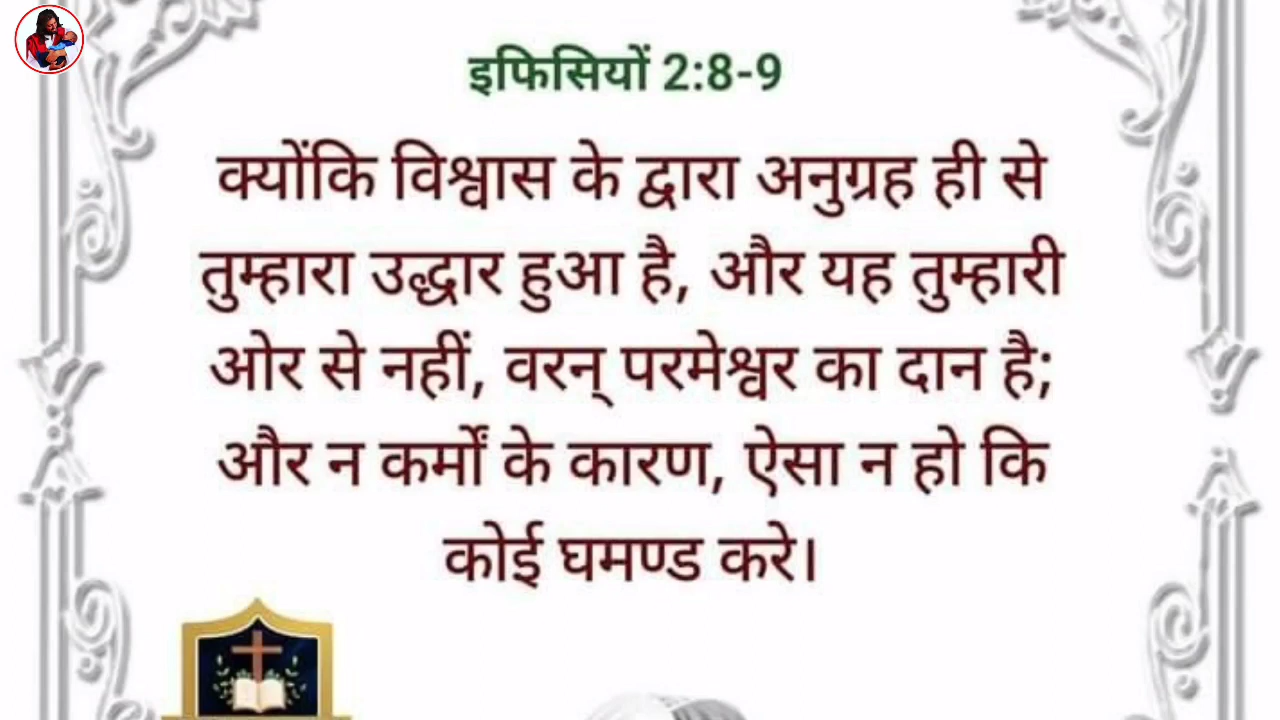 इफिसियों 2:8-9
क्योंकि विश्वास के द्वारा अनुग्रह ही से
तुम्हारा उद्धार हुआ है, और यह तुम्हारी
ओर से नहीं, वरन् परमेश्वर का दान है;
और न कर्मों के कारण, ऐसा न हो कि
कोई घमण्ड करे।